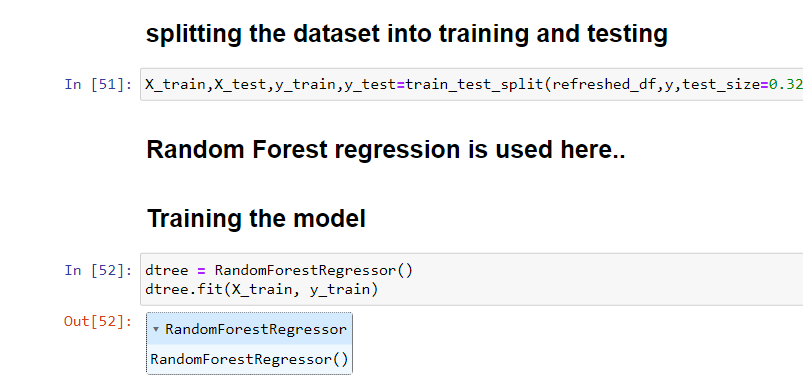 splitting the dataset into training and testing
In [51]: X_train,X_test,y_train,y_test=train_test_split(refreshed_df,y,test_size=0.32
Random Forest regression is used here..
Training the model
In [52]: dtree = RandomForestRegressor()
dtree.fit(X_train, y_train)
Out[52]: ▾ RandomForestRegressor
RandomForestRegressor()